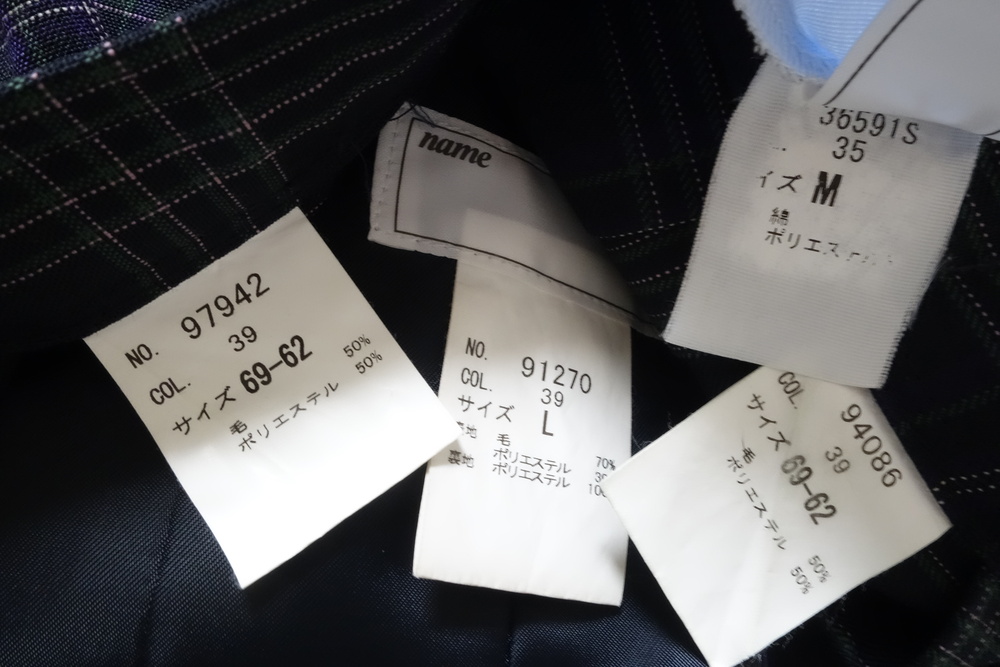 name
36591S
35
イズ M
綿
ポリエス
NO. 97942
COL. 39
サイズ 69-62
毛 50%
ポリエステル 50%
NO. 91270
COL. 39
サイズ L
地 毛 70%
ポリエステル
裏地 ポリエステル
94086
COL. 39
サイズ 69-62
毛 50%
ポリエステル 50%